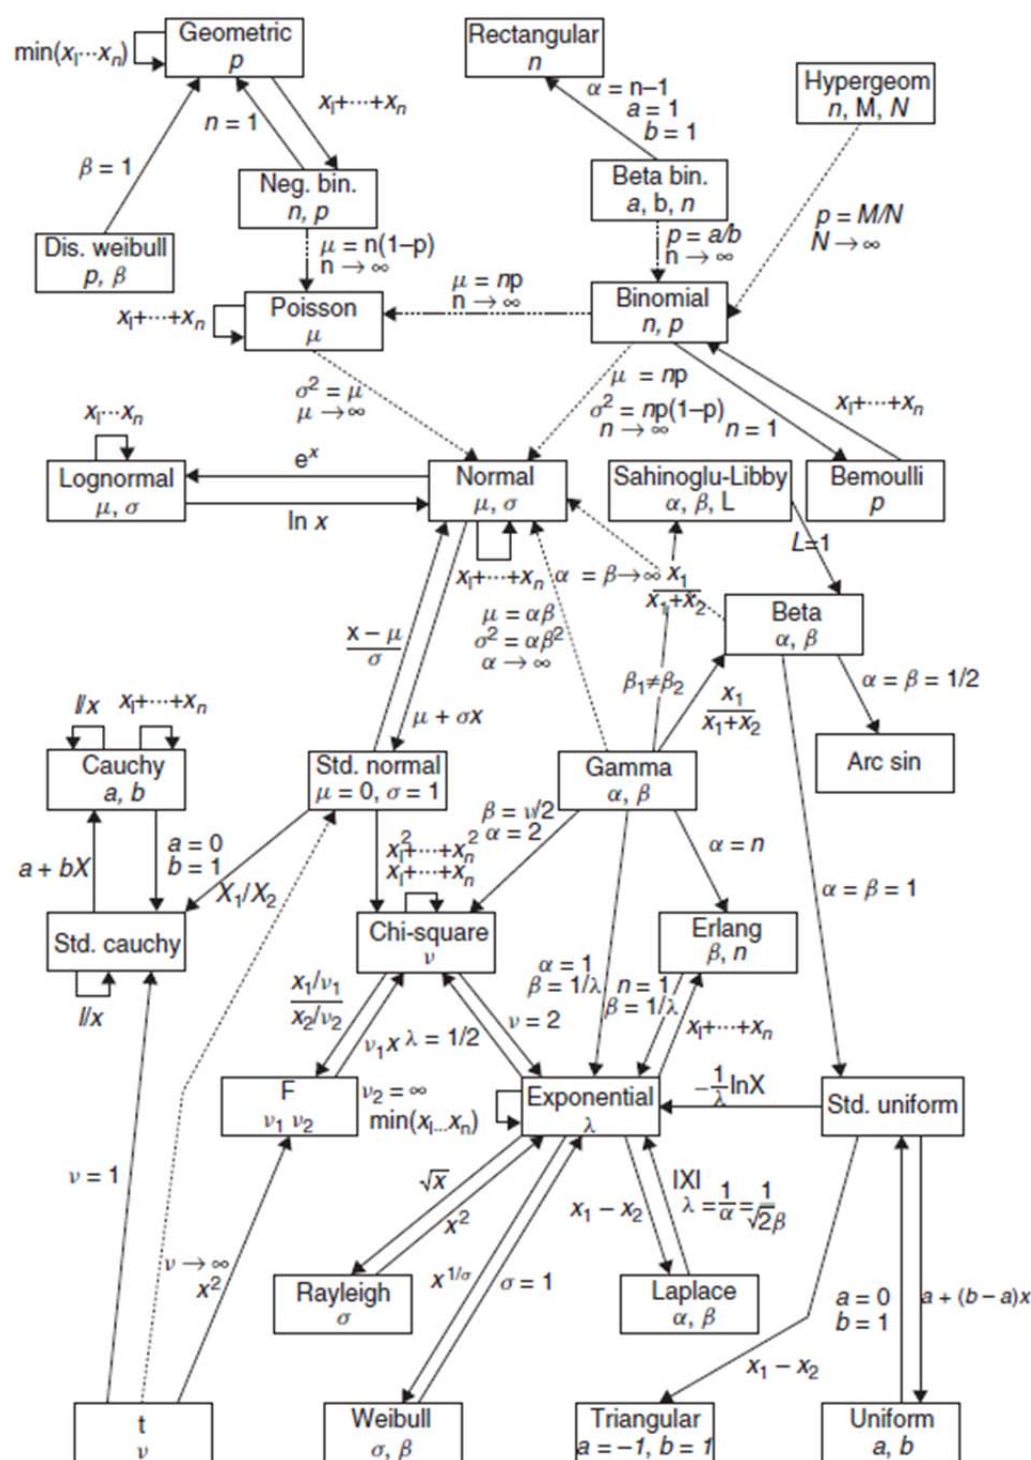 Geometric
p
min(x₁···xₙ)
Rectangular
n
Hypergeom
n, M, N
α = n–1
a = 1
b = 1
x₁+···+xₙ
n = 1
β = 1
Neg. bin.
n, p
Beta bin.
a, b, n
Dis. weibull
p, β
μ = n(1–p)
n → ∞
p = a/b
n → ∞
p = M/N
N → ∞
μ = np
n → ∞
Poisson
μ
x₁+···+xₙ
Binomial
n, p
σ² = μ
μ → ∞
μ = np
σ² = np(1–p)
n → ∞
n = 1
x₁+···+xₙ
x₁···xₙ
Lognormal
μ, σ
eˣ
ln x
Normal
μ, σ
Sahinoglu-Libby
α, β, L
Bemoulli
p
L=1
x₁+···+xₙ
α = β→∞
x₁
x₁+x₂
Beta
α, β
μ = αβ
σ² = αβ²
α → ∞
x – μ
σ
μ + σx
β₁≠β₂
x₁
x₁+x₂
α = β = 1/2
I/x
x₁+···+xₙ
Cauchy
a, b
Std. normal
μ = 0, σ = 1
Gamma
α, β
Arc sin
β = ν/2
α = 2
a + bX
a = 0
b = 1
X₁/X₂
x₁²+···+xₙ²
x₁+···+xₙ
α = n
α = β = 1
Std. cauchy
I/x
Chi-square
ν
Erlang
β, n
x₁/ν₁
x₂/ν₂
ν₁x
λ = 1/2
ν = 2
α = 1
β = 1/λ
n = 1
β = 1/λ
x₁+···+xₙ
F
ν₁ ν₂
ν₂ = ∞
min(x₁...xₙ)
Exponential
λ
–1/λ lnX
Std. uniform
ν = 1
√x
x²
x₁ – x₂
|X|
λ = 1/α = 1/√2β
ν → ∞
x²
Rayleigh
σ
x^1/σ
σ = 1
Laplace
α, β
a = 0
b = 1
a + (b – a)x
x₁ – x₂
t
ν
Weibull
σ, β
Triangular
a = –1, b = 1
Uniform
a, b